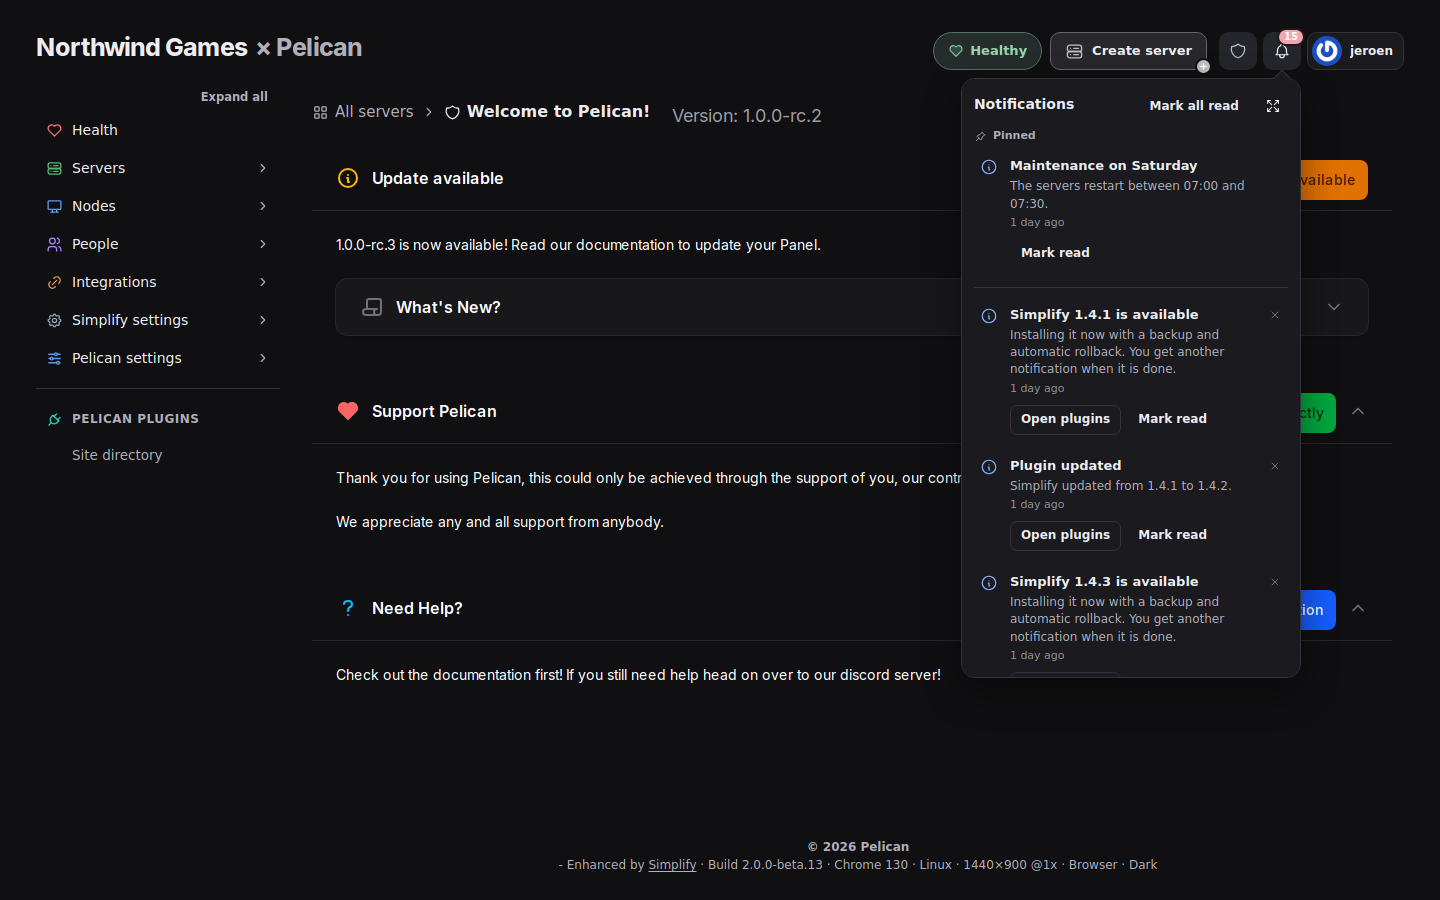 Northwind Games × Pelican
Healthy
Create server
15
jeroen
Expand all
Health
Servers
Nodes
People
Integrations
Simplify settings
Pelican settings
PELICAN PLUGINS
Site directory
All servers
Welcome to Pelican!
Version: 1.0.0-rc.2
Update available
1.0.0-rc.3 is now available! Read our documentation to update your Panel.
What's New?
Support Pelican
Thank you for using Pelican, this could only be achieved through the support of you, our
We appreciate any and all support from anybody.
Need Help?
Check out the documentation first! If you still need help head on over to our discord server!
Notifications
Mark all read
Pinned
Maintenance on Saturday
The servers restart between 07:00 and
07:30.
1 day ago
Mark read
Simplify 1.4.1 is available
Installing it now with a backup and
automatic rollback. You get another
notification when it is done.
1 day ago
Open plugins
Mark read
Plugin updated
Simplify updated from 1.4.1 to 1.4.2.
1 day ago
Open plugins
Mark read
Simplify 1.4.3 is available
Installing it now with a backup and
automatic rollback. You get another
notification when it is done.
1 day ago
© 2026 Pelican
- Enhanced by Simplify · Build 2.0.0-beta.13 · Chrome 130 · Linux · 1440×900 @1x · Browser · Dark